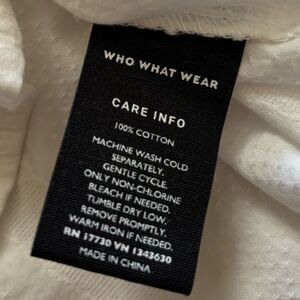 WHO WHAT WEAR
CARE INFO
100% COTTON
MACHINE WASH COLD
SEPARATELY.
GENTLE CYCLE.
ONLY NON-CHLORINE
BLEACH IF NEEDED.
TUMBLE DRY LOW.
REMOVE PROMPTLY.
WARM IRON IF NEEDED.
RN 17730 VN 1343630
MADE IN CHINA